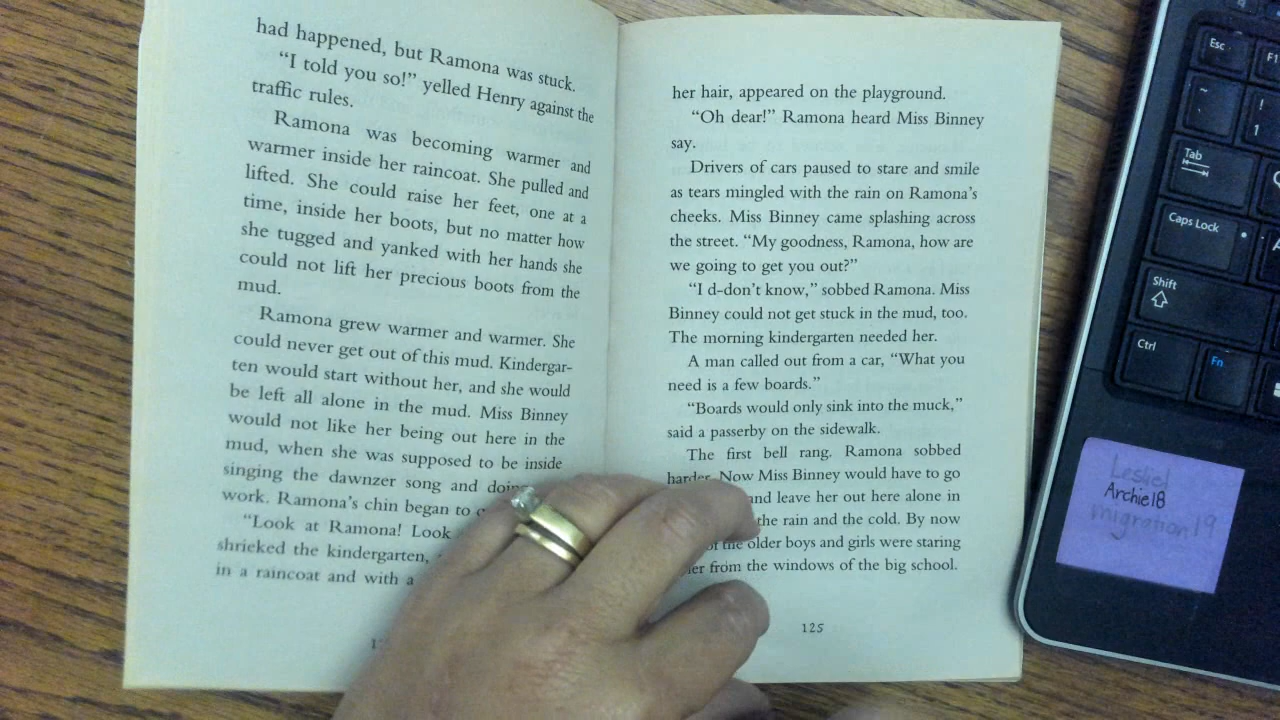 had happened, but Ramona was stuck.
“I told you so!” yelled Henry against the
traffic rules.
Ramona was becoming warmer and
warmer inside her raincoat. She pulled and
lifted. She could raise her feet, one at a
time, inside her boots, but no matter how
she tugged and yanked with her hands she
could not lift her precious boots from the
mud.
Ramona grew warmer and warmer. She
could never get out of this mud. Kindergar-
ten would start without her, and she would
be left all alone in the mud. Miss Binney
would not like her being out here in the
mud, when she was supposed to be inside
singing the dawnzer song and doing
work. Ramona’s chin began to
“Look at Ramona! Look
shrieked the kindergarten,
in a raincoat and with a
her hair, appeared on the playground.
“Oh dear!” Ramona heard Miss Binney
say.
Drivers of cars paused to stare and smile
as tears mingled with the rain on Ramona’s
cheeks. Miss Binney came splashing across
the street. “My goodness, Ramona, how are
we going to get you out?”
“I d-don’t know,” sobbed Ramona. Miss
Binney could not get stuck in the mud, too.
The morning kindergarten needed her.
A man called out from a car, “What you
need is a few boards.”
“Boards would only sink into the muck,”
said a passerby on the sidewalk.
The first bell rang. Ramona sobbed
harder. Now Miss Binney would have to go
and leave her out here alone in
the rain and the cold. By now
of the older boys and girls were staring
her from the windows of the big school.
125
Esc
F1
~
!
1
Tab
Caps Lock
Shift
Ctrl
Fn
Leslie1
Archie18
migration19